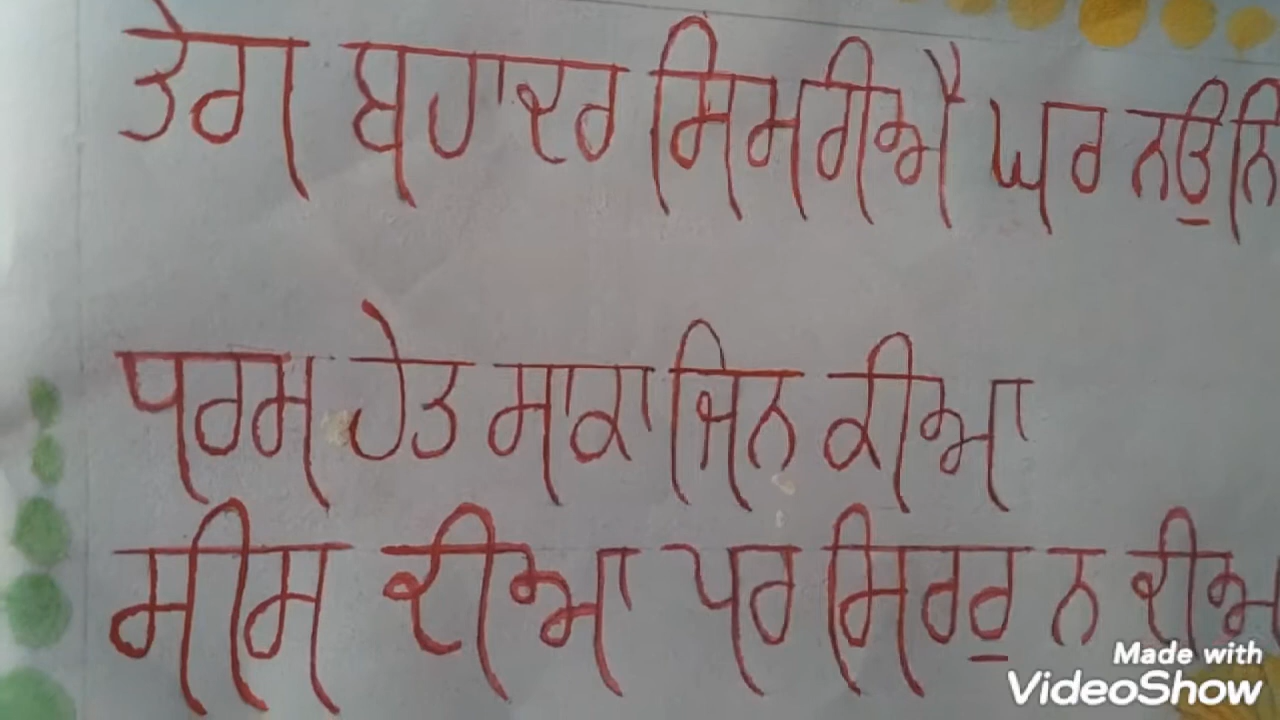 ਤੇਗ ਬਹਾਦਰ ਸਿਮਰੀਐ ਘਰ ਨਉ ਨਿ
ਧਰਮ ਹੇਤ ਸਾਕਾ ਜਿਨ ਕੀਆ
ਸੀਸ ਦੀਆ ਪਰ ਸਿਰਰੁ ਨ ਦੀਅ
Made with
VideoShow